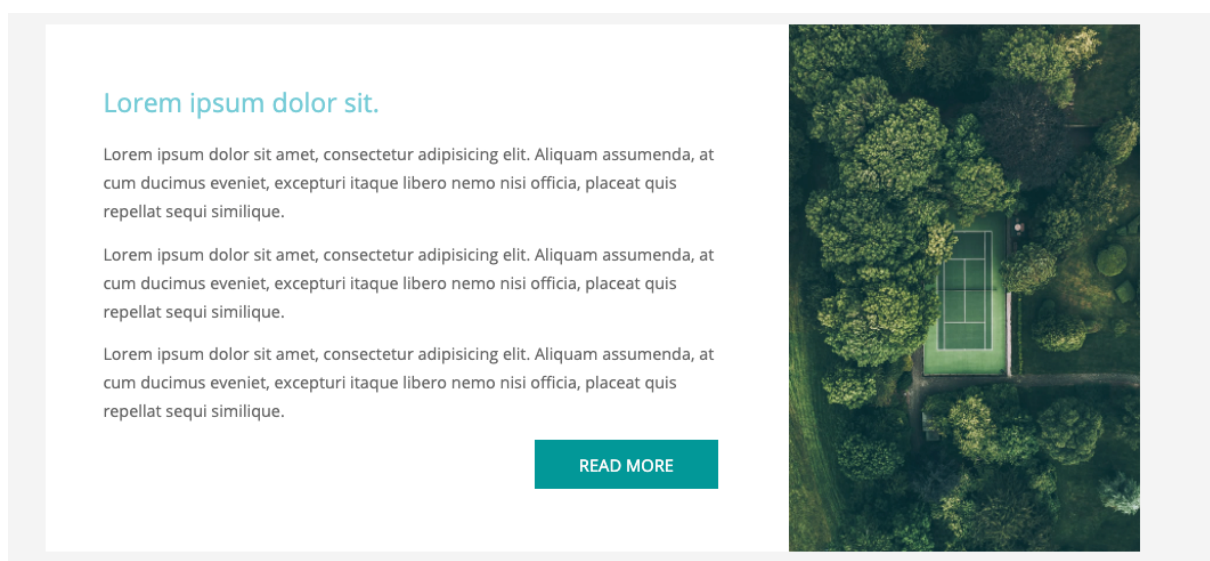 Lorem ipsum dolor sit.
Lorem ipsum dolor sit amet, consectetur adipisicing elit. Aliquam assumenda, at
cum ducimus eveniet, excepturi itaque libero nemo nisi officia, placeat quis
repellat sequi similique.
Lorem ipsum dolor sit amet, consectetur adipisicing elit. Aliquam assumenda, at
cum ducimus eveniet, excepturi itaque libero nemo nisi officia, placeat quis
repellat sequi similique.
Lorem ipsum dolor sit amet, consectetur adipisicing elit. Aliquam assumenda, at
cum ducimus eveniet, excepturi itaque libero nemo nisi officia, placeat quis
repellat sequi similique.
READ MORE